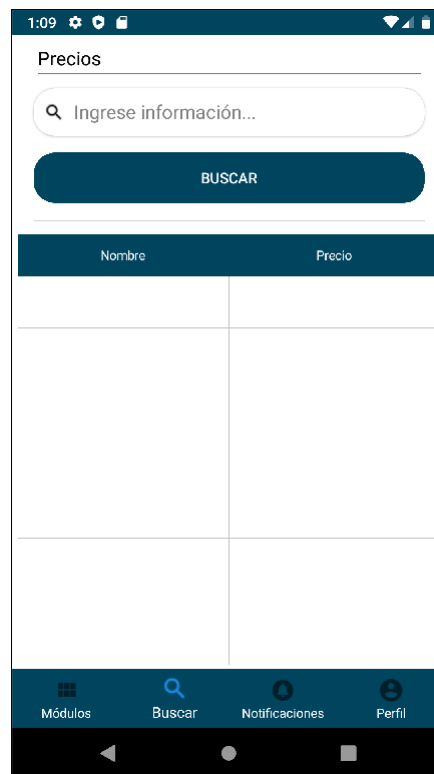 1:09
Precios
Ingrese información...
BUSCAR
Nombre Precio
Módulos Buscar Notificaciones Perfil